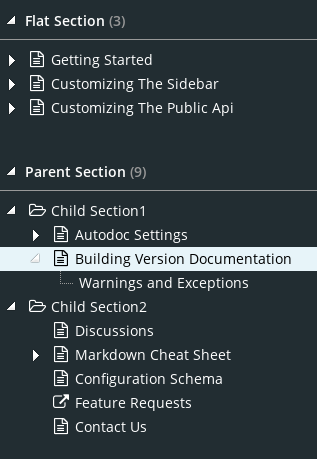 Flat Section (3)
Getting Started
Customizing The Sidebar
Customizing The Public Api
Parent Section (9)
Child Section1
Autodoc Settings
Building Version Documentation
Warnings and Exceptions
Child Section2
Discussions
Markdown Cheat Sheet
Configuration Schema
Feature Requests
Contact Us